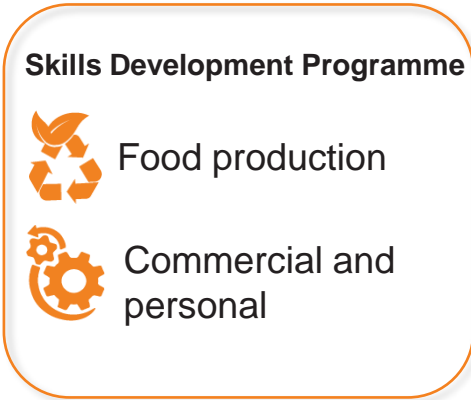 Skills Development Programme
Food production
Commercial and
personal